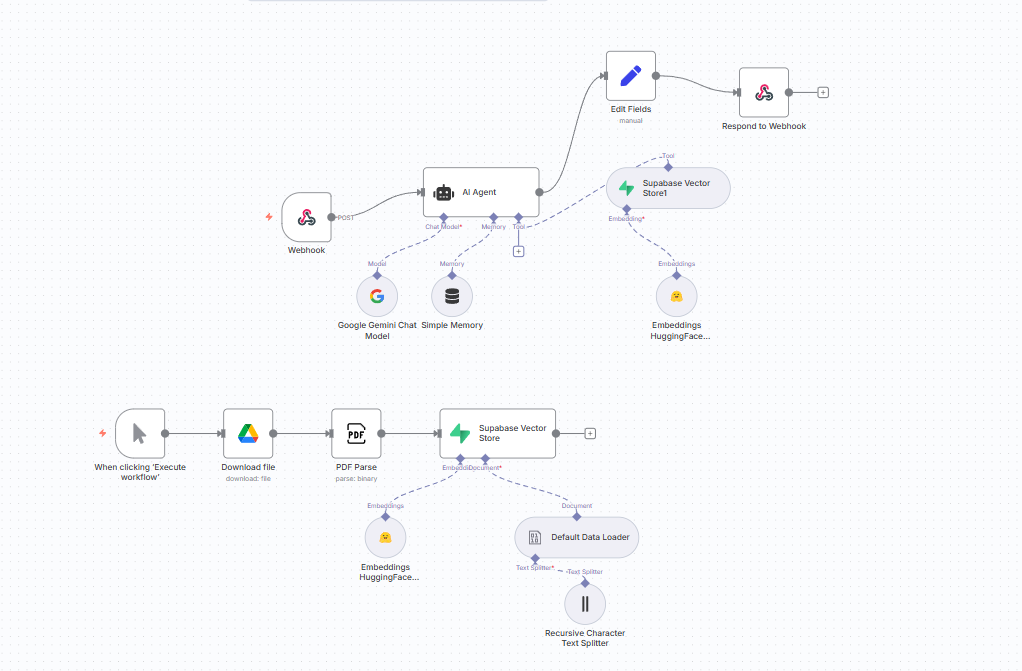 Edit Fields
manual
Respond to Webhook
Tool
Supabase Vector
Store1
Embedding*
AI Agent
POST
Webhook
Chat Model*
Memory
Tool
Model
Memory
Embeddings
Google Gemini Chat
Model
Simple Memory
Embeddings
HuggingFace...
When clicking 'Execute
workflow'
Download file
download: file
PDF
PDF Parse
parse: binary
Supabase Vector
Store
Embeddi
Document*
Embeddings
Document
Embeddings
HuggingFace...
Default Data Loader
Text Splitter*
Text Splitter
Recursive Character
Text Splitter